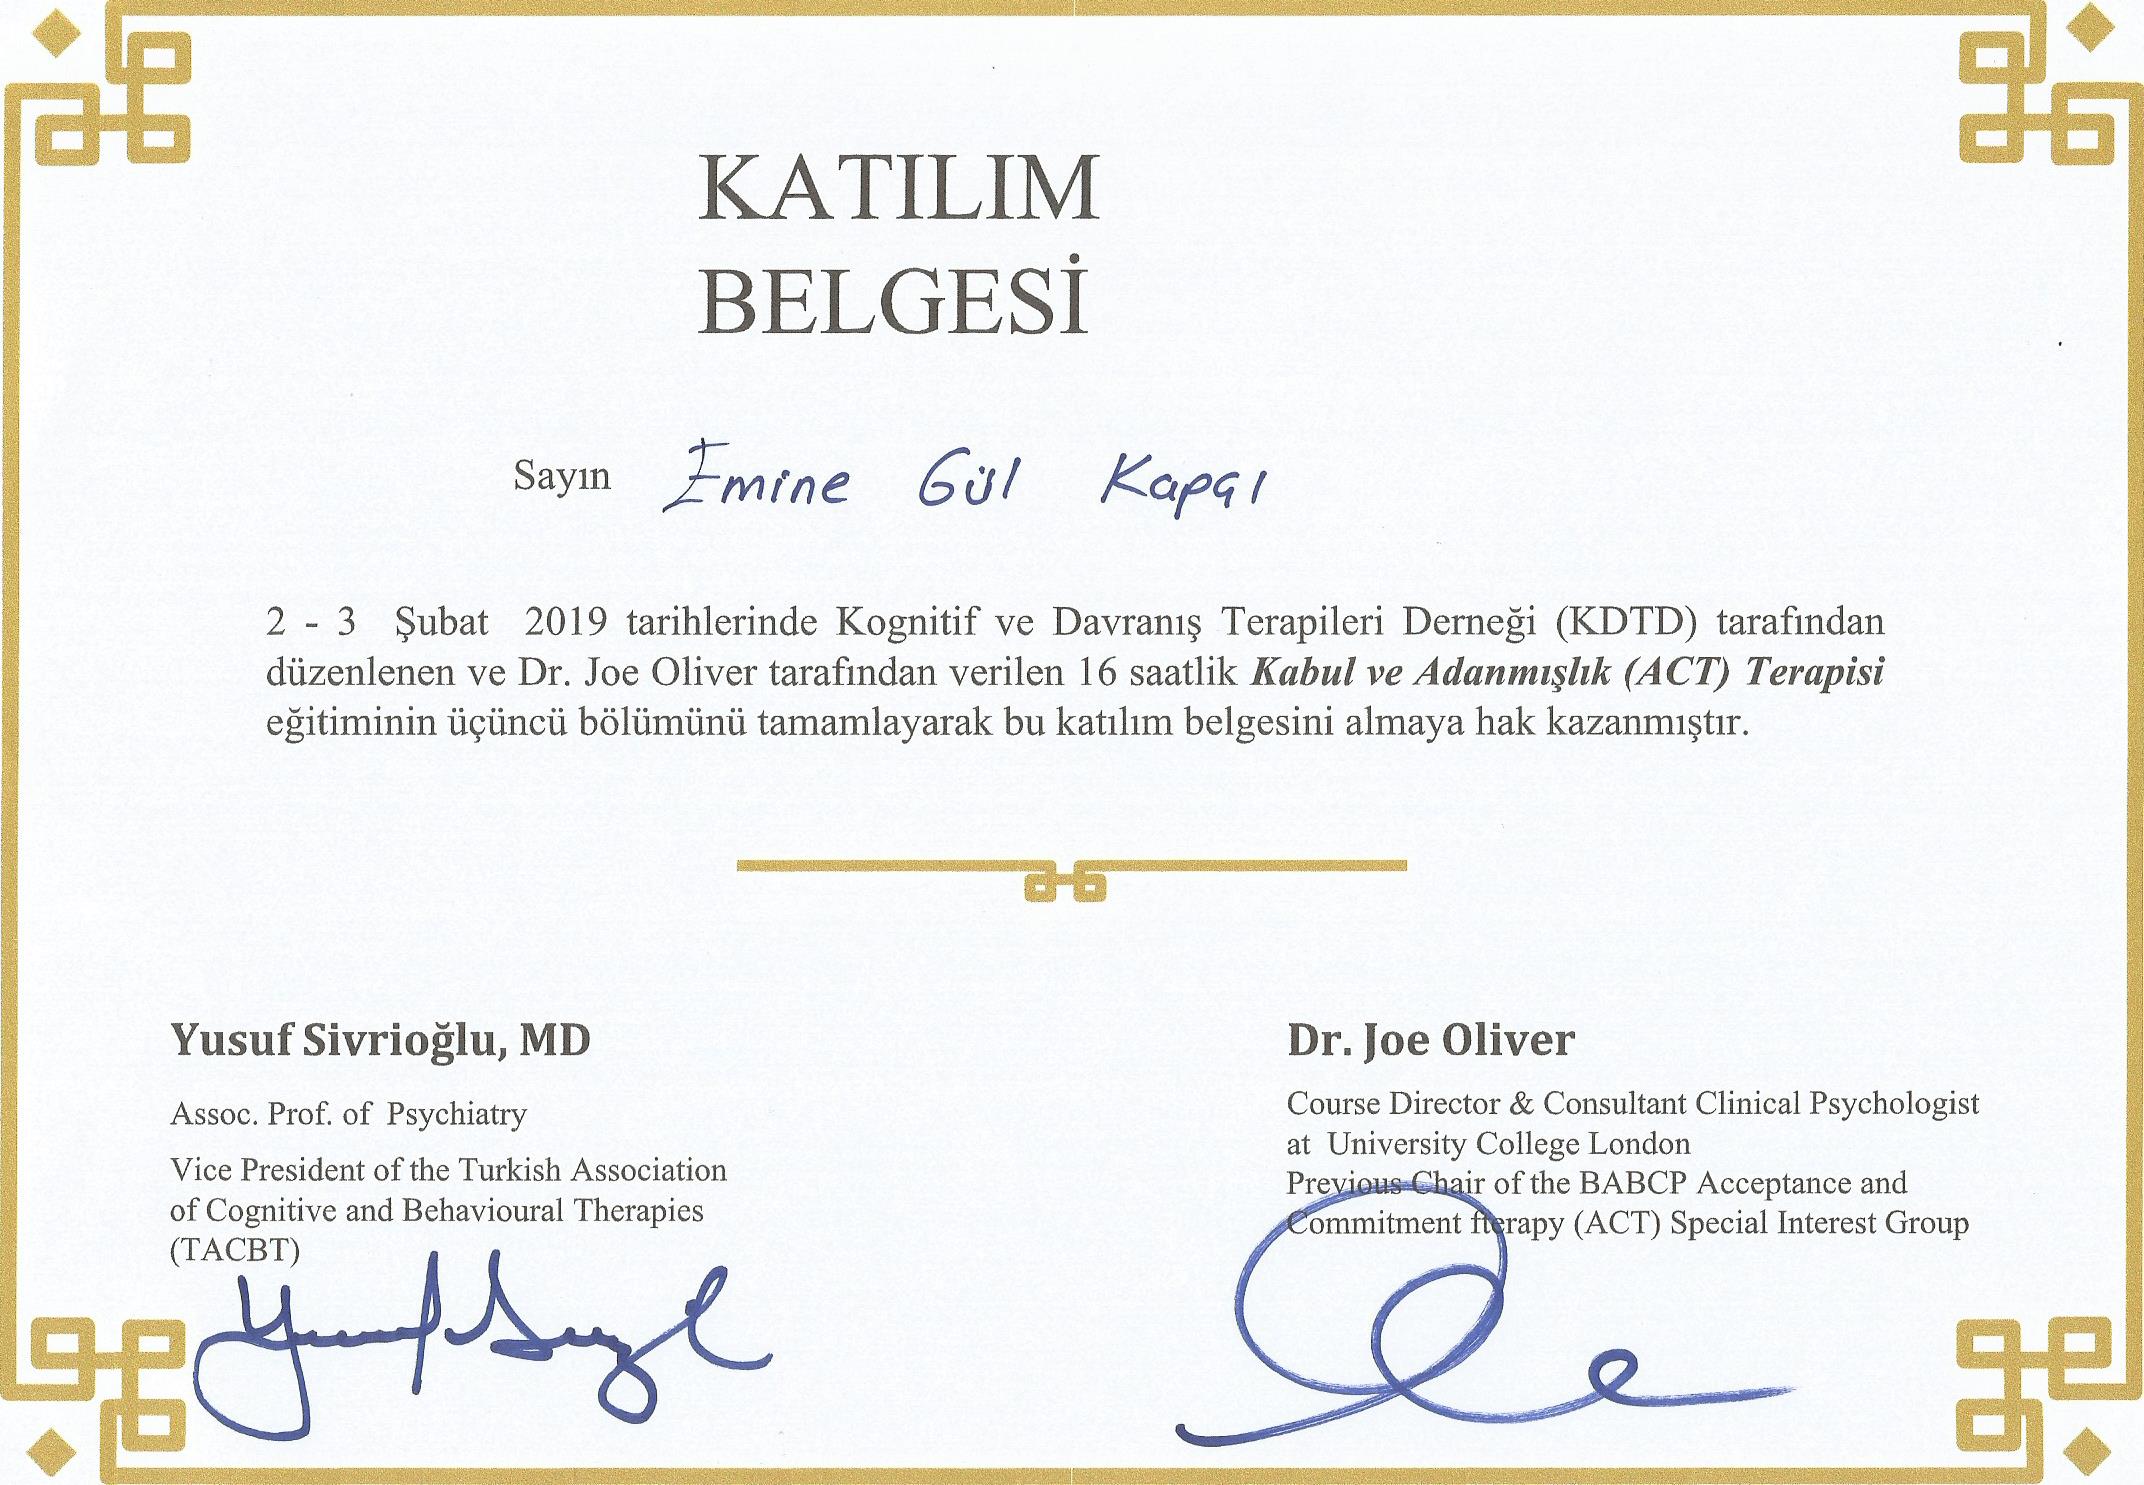 KATILIM
BELGESİ
Sayın Emine Gül Kapçı
2 - 3 Şubat 2019 tarihlerinde Kognitif ve Davranış Terapileri Derneği (KDTD) tarafından
düzenlenen ve Dr. Joe Oliver tarafından verilen 16 saatlik Kabul ve Adanmışlık (ACT) Terapisi
eğitiminin üçüncü bölümünü tamamlayarak bu katılım belgesini almaya hak kazanmıştır.
Yusuf Sivrioğlu, MD
Assoc. Prof. of Psychiatry
Vice President of the Turkish Association
of Cognitive and Behavioural Therapies
(TACBT)
Dr. Joe Oliver
Course Director & Consultant Clinical Psychologist
at University College London
Previous Chair of the BABCP Acceptance and
Commitment fterapy (ACT) Special Interest Group